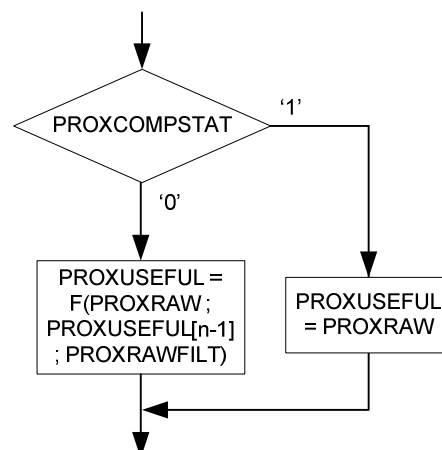 PROXCOMPSTAT
‘1’
‘0’
PROXUSEFUL =
F(PROXRAW ;
PROXUSEFUL[n-1]
; PROXRAWFILT)
PROXUSEFUL
= PROXRAW